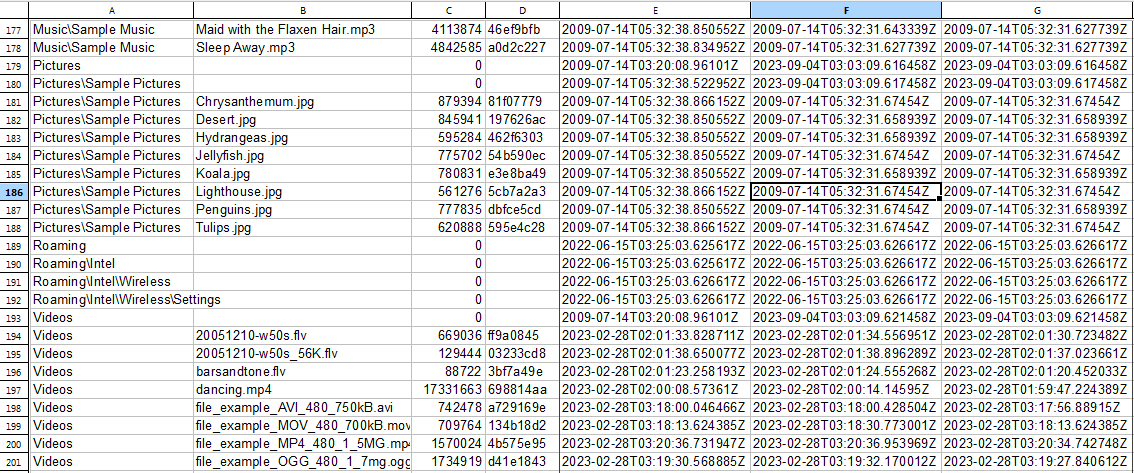 A B C D E F G
177 Music\Sample Music Maid with the Flaxen Hair.mp3 4113874 46ef9bfb 2009-07-14T05:32:38.850552Z 2009-07-14T05:32:31.643339Z 2009-07-14T05:32:31.627739Z
178 Music\Sample Music Sleep Away.mp3 4842585 a0d2c227 2009-07-14T05:32:38.834952Z 2009-07-14T05:32:31.627739Z 2009-07-14T05:32:31.627739Z
179 Pictures 0 2009-07-14T03:20:08.96101Z 2023-09-04T03:03:09.616458Z 2023-09-04T03:03:09.616458Z
180 Pictures\Sample Pictures 0 2009-07-14T05:32:38.522952Z 2023-09-04T03:03:09.617458Z 2023-09-04T03:03:09.617458Z
181 Pictures\Sample Pictures Chrysanthemum.jpg 879394 81f07779 2009-07-14T05:32:38.866152Z 2009-07-14T05:32:31.67454Z 2009-07-14T05:32:31.67454Z
182 Pictures\Sample Pictures Desert.jpg 845941 197626ac 2009-07-14T05:32:38.866152Z 2009-07-14T05:32:31.658939Z 2009-07-14T05:32:31.658939Z
183 Pictures\Sample Pictures Hydrangeas.jpg 595284 462f6303 2009-07-14T05:32:38.850552Z 2009-07-14T05:32:31.658939Z 2009-07-14T05:32:31.658939Z
184 Pictures\Sample Pictures Jellyfish.jpg 775702 54b590ec 2009-07-14T05:32:38.850552Z 2009-07-14T05:32:31.67454Z 2009-07-14T05:32:31.67454Z
185 Pictures\Sample Pictures Koala.jpg 780831 e3e8ba49 2009-07-14T05:32:38.866152Z 2009-07-14T05:32:31.658939Z 2009-07-14T05:32:31.658939Z
186 Pictures\Sample Pictures Lighthouse.jpg 561276 5cb7a2a3 2009-07-14T05:32:38.866152Z 2009-07-14T05:32:31.67454Z 2009-07-14T05:32:31.67454Z
187 Pictures\Sample Pictures Penguins.jpg 777835 dbfce5cd 2009-07-14T05:32:38.850552Z 2009-07-14T05:32:31.67454Z 2009-07-14T05:32:31.658939Z
188 Pictures\Sample Pictures Tulips.jpg 620888 595e4c28 2009-07-14T05:32:38.866152Z 2009-07-14T05:32:31.67454Z 2009-07-14T05:32:31.67454Z
189 Roaming 0 2022-06-15T03:25:03.625617Z 2022-06-15T03:25:03.626617Z 2022-06-15T03:25:03.626617Z
190 Roaming\Intel 0 2022-06-15T03:25:03.625617Z 2022-06-15T03:25:03.626617Z 2022-06-15T03:25:03.626617Z
191 Roaming\Intel\Wireless 0 2022-06-15T03:25:03.626617Z 2022-06-15T03:25:03.626617Z 2022-06-15T03:25:03.626617Z
192 Roaming\Intel\Wireless\Settings 0 2022-06-15T03:25:03.626617Z 2022-06-15T03:25:03.626617Z 2022-06-15T03:25:03.626617Z
193 Videos 0 2009-07-14T03:20:08.96101Z 2023-09-04T03:03:09.621458Z 2023-09-04T03:03:09.621458Z
194 Videos 20051210-w50s.flv 669036 ff9a0845 2023-02-28T02:01:33.828711Z 2023-02-28T02:01:34.556951Z 2023-02-28T02:01:30.723482Z
195 Videos 20051210-w50s_56K.flv 129444 03233cd8 2023-02-28T02:01:38.650077Z 2023-02-28T02:01:38.896289Z 2023-02-28T02:01:37.023661Z
196 Videos barsandtone.flv 88722 3bf7a49e 2023-02-28T02:01:23.258193Z 2023-02-28T02:01:24.555268Z 2023-02-28T02:01:20.452033Z
197 Videos dancing.mp4 17331663 698814aa 2023-02-28T02:00:08.57361Z 2023-02-28T02:00:14.14595Z 2023-02-28T01:59:47.224389Z
198 Videos file_example_AVI_480_750kB.avi 742478 a729169e 2023-02-28T03:18:00.046466Z 2023-02-28T03:18:00.428504Z 2023-02-28T03:17:56.88915Z
199 Videos file_example_MOV_480_700kB.mov 709764 134b18d2 2023-02-28T03:18:13.624385Z 2023-02-28T03:18:30.773001Z 2023-02-28T03:18:13.624385Z
200 Videos file_example_MP4_480_1_5MG.mp4 1570024 4b575e95 2023-02-28T03:20:36.731947Z 2023-02-28T03:20:36.953969Z 2023-02-28T03:20:34.742748Z
201 Videos file_example_OGG_480_1_7mg.ogg 1734919 d41e1843 2023-02-28T03:19:30.568885Z 2023-02-28T03:19:32.170012Z 2023-02-28T03:19:27.840612Z